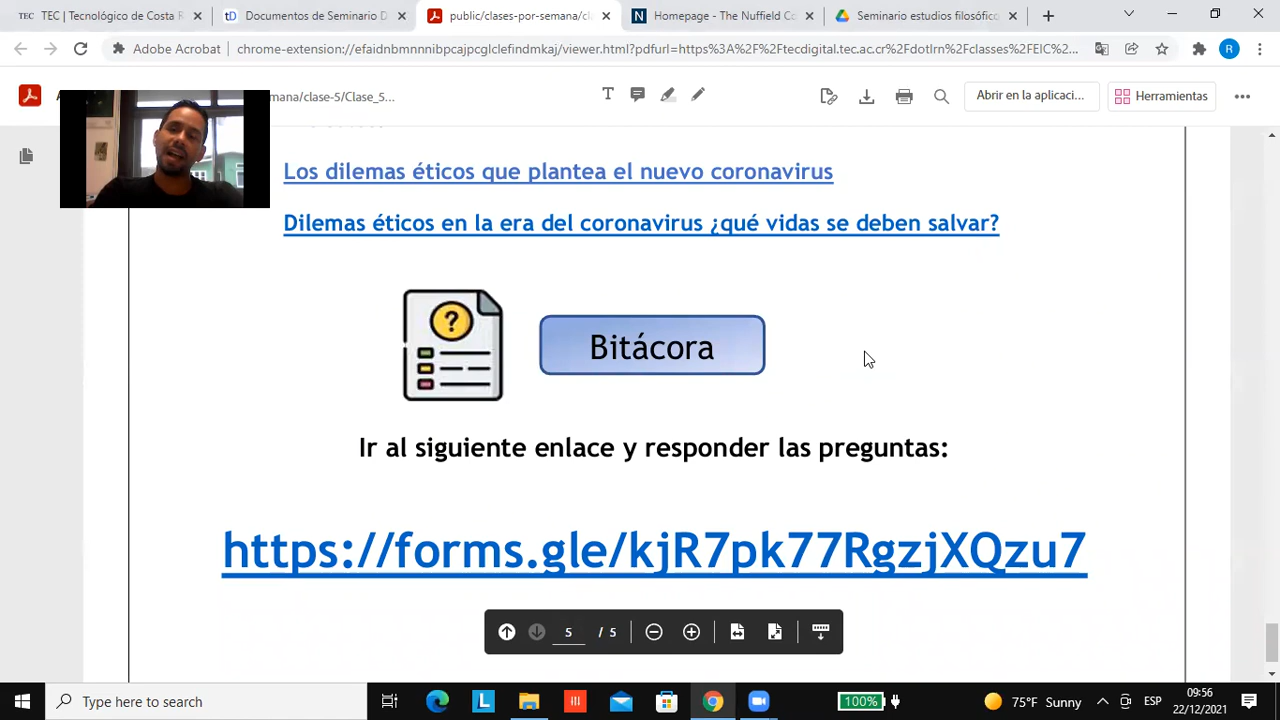 TEC | Tecnológico de Costa R
Documentos de Seminario D
public/clases-por-semana/cl
Homepage - The Nuffield Co
Seminario estudios filosófico
Adobe Acrobat
chrome-extension://efaidnbmnnnibpcajpcglclefindmkaj/viewer.html?pdfurl=https%3A%2F%2Ftecdigital.tec.ac.cr%2Fdotlrn%2Fclasses%2FEIC%2F...
R
mana/clase-5/Clase_5...
Abrir en la aplicaci...
Herramientas
Los dilemas éticos que plantea el nuevo coronavirus
Dilemas éticos en la era del coronavirus ¿qué vidas se deben salvar?
?
Bitácora
Ir al siguiente enlace y responder las preguntas:
https://forms.gle/kjR7pk77RgzjXQzu7
5 / 5
Type here to search
100%
75°F Sunny
ESP
09:56
22/12/2021